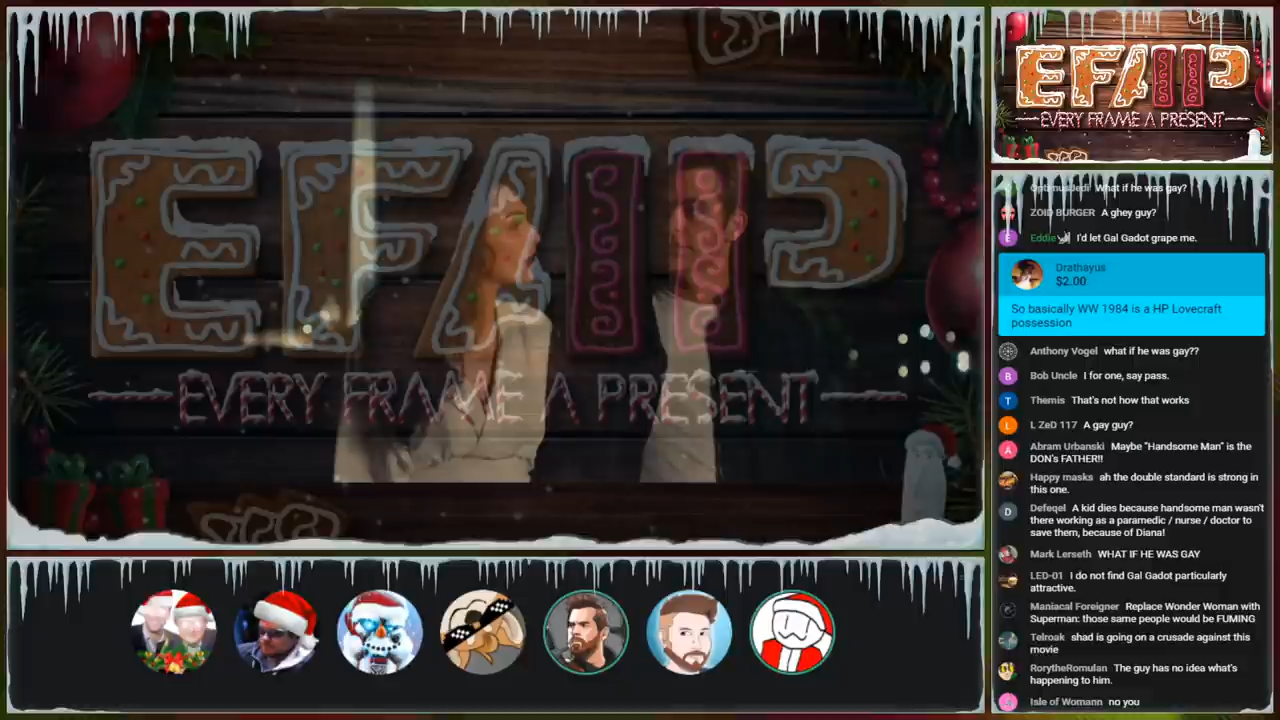 EFAP
EVERY FRAME A PRESENT
EFAP
EVERY FRAME A PRESENT
OptimusJedi What if he was gay?
ZOID BURGER A ghey guy?
Eddie I'd let Gal Gadot grape me.
Drathayus
$2.00
So basically WW 1984 is a HP Lovecraft
possession
Anthony Vogel what if he was gay??
B Bob Uncle I for one, say pass.
T Themis That's not how that works
L L ZeD 117 A gay guy?
Abram Urbanski Maybe "Handsome Man" is the
DON's FATHER!!
Happy masks ah the double standard is strong in
this one.
D Defeqel A kid dies because handsome man wasn't
there working as a paramedic / nurse / doctor to
save them, because of Diana!
Mark Lerseth WHAT IF HE WAS GAY
LED-01 I do not find Gal Gadot particularly
attractive.
Maniacal Foreigner Replace Wonder Woman with
Superman: those same people would be FUMING
Telroak shad is going on a crusade against this
movie
RorytheRomulan The guy has no idea what's
happening to him.
Isle of Womann no you